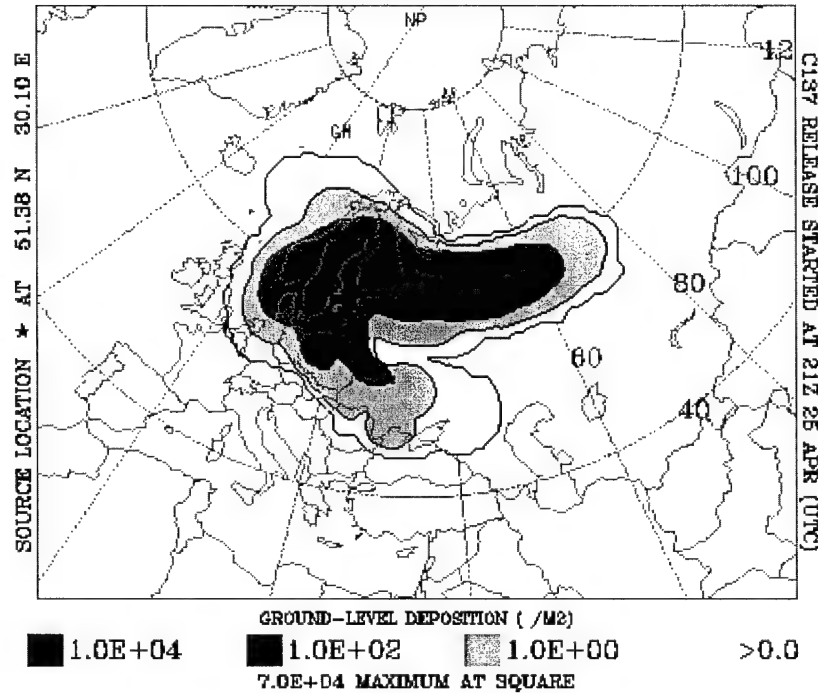 NP
GM
12
100
80
60
40
SOURCE LOCATION ★ AT 51.38 N 30.10 E
C137 RELEASE STARTED AT 21Z 25 APR (UTC)
GROUND-LEVEL DEPOSITION ( /M2)
1.0E+04 1.0E+02 1.0E+00 >0.0
7.0E+04 MAXIMUM AT SQUARE